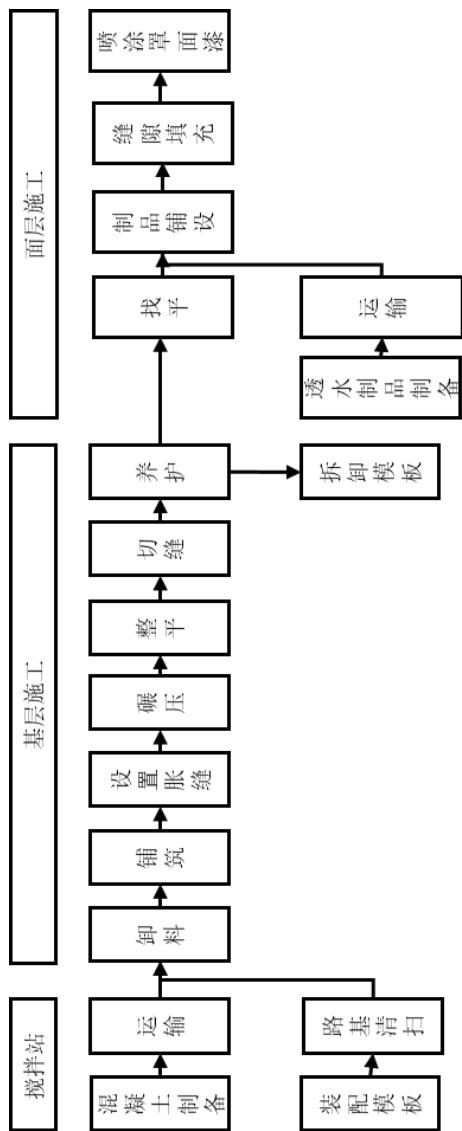 搅拌站
基层施工
面层施工
混凝土制备
运输
卸料
铺筑
设置胀缝
碾压
整平
切缝
养护
找平
制品铺设
缝隙填充
喷涂罩面漆
装配模板
路基清扫
拆卸模板
透水制品制备
运输